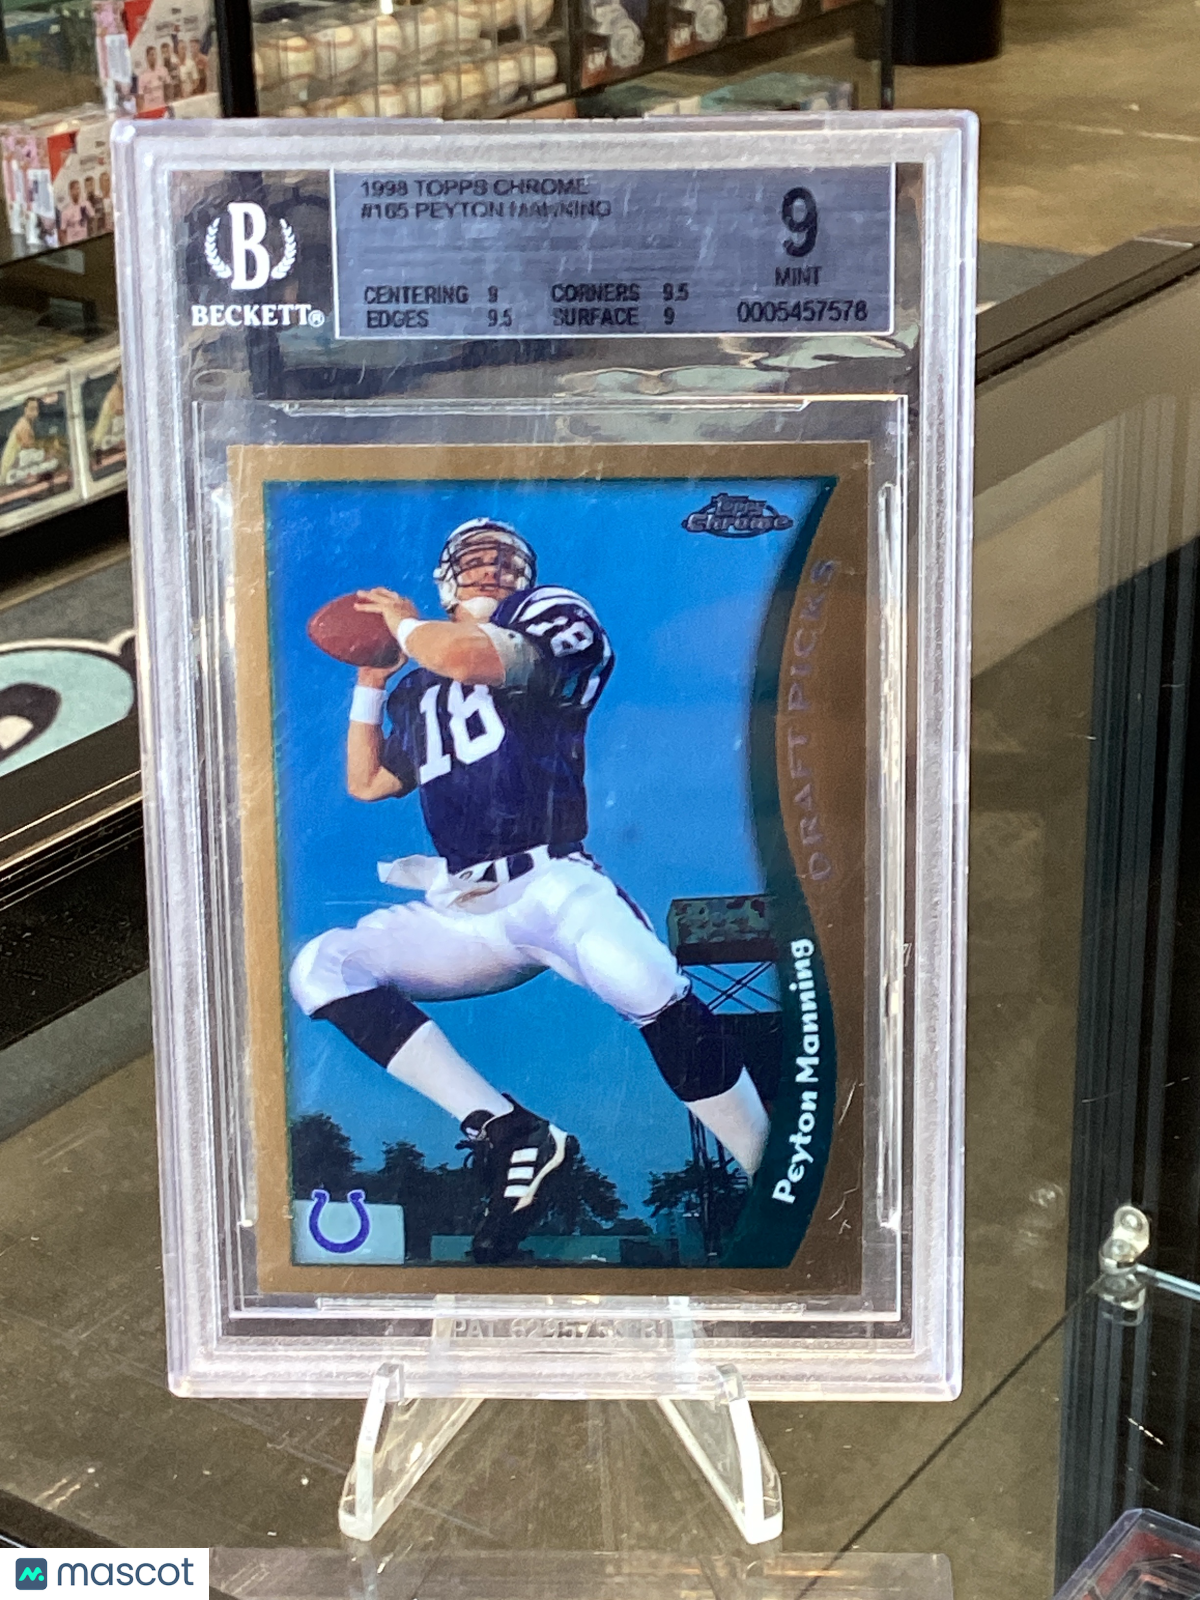 1998 TOPPS CHROME
#165 PEYTON MANNING
9
MINT
CENTERING 9 CORNERS 9.5
EDGES 9.5 SURFACE 9
0005457578
B
BECKETT®
Topps
Chrome
DRAFT PICKS
18
18
Peyton Manning
mascot